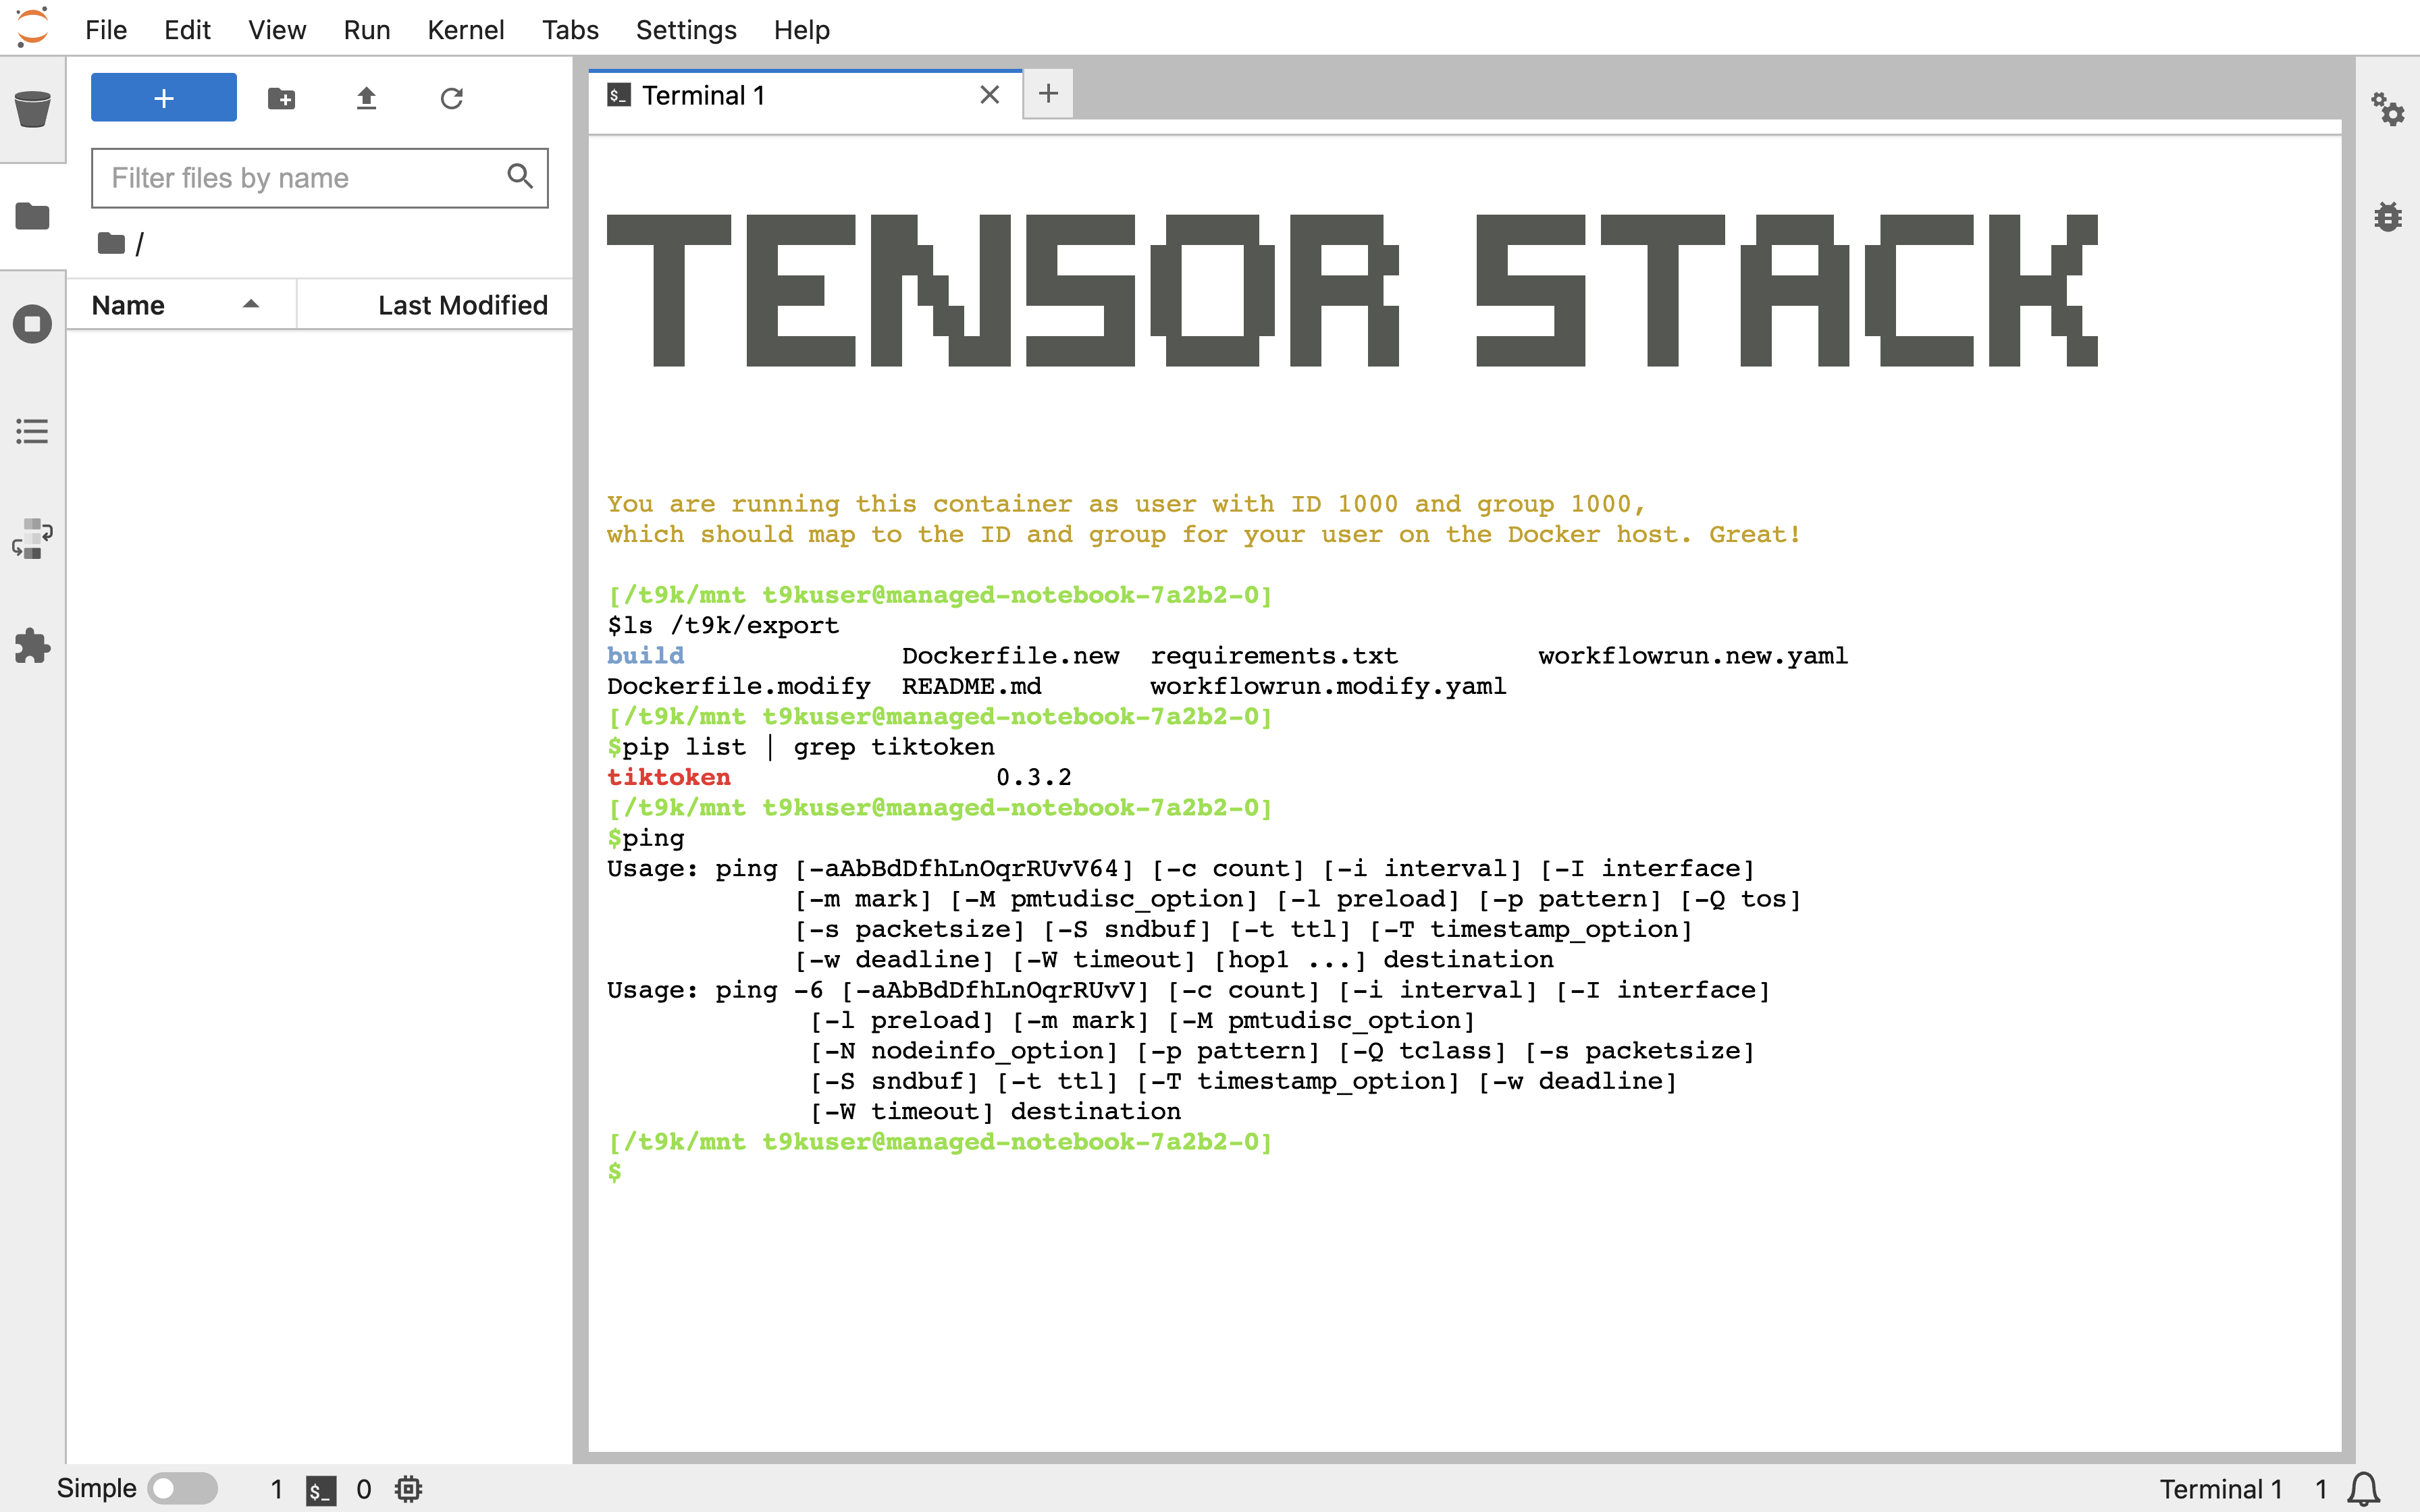 File Edit View Run Kernel Tabs Settings Help
+
Filter files by name
/
Name Last Modified
$_ Terminal 1
TENSOR STACK
You are running this container as user with ID 1000 and group 1000,
which should map to the ID and group for your user on the Docker host. Great!
[/t9k/mnt t9kuser@managed-notebook-7a2b2-0]
$ls /t9k/export
build Dockerfile.new requirements.txt workflowrun.new.yaml
Dockerfile.modify README.md workflowrun.modify.yaml
[/t9k/mnt t9kuser@managed-notebook-7a2b2-0]
$pip list | grep tiktoken
tiktoken 0.3.2
[/t9k/mnt t9kuser@managed-notebook-7a2b2-0]
$ping
Usage: ping [-aAbBdDfhLnOqrRUvV64] [-c count] [-i interval] [-I interface]
[-m mark] [-M pmtudisc_option] [-l preload] [-p pattern] [-Q tos]
[-s packetsize] [-S sndbuf] [-t ttl] [-T timestamp_option]
[-w deadline] [-W timeout] [hop1 ...] destination
Usage: ping -6 [-aAbBdDfhLnOqrRUvV] [-c count] [-i interval] [-I interface]
[-l preload] [-m mark] [-M pmtudisc_option]
[-N nodeinfo_option] [-p pattern] [-Q tclass] [-s packetsize]
[-S sndbuf] [-t ttl] [-T timestamp_option] [-w deadline]
[-W timeout] destination
[/t9k/mnt t9kuser@managed-notebook-7a2b2-0]
$
Simple 1 $_ 0 Terminal 1 1